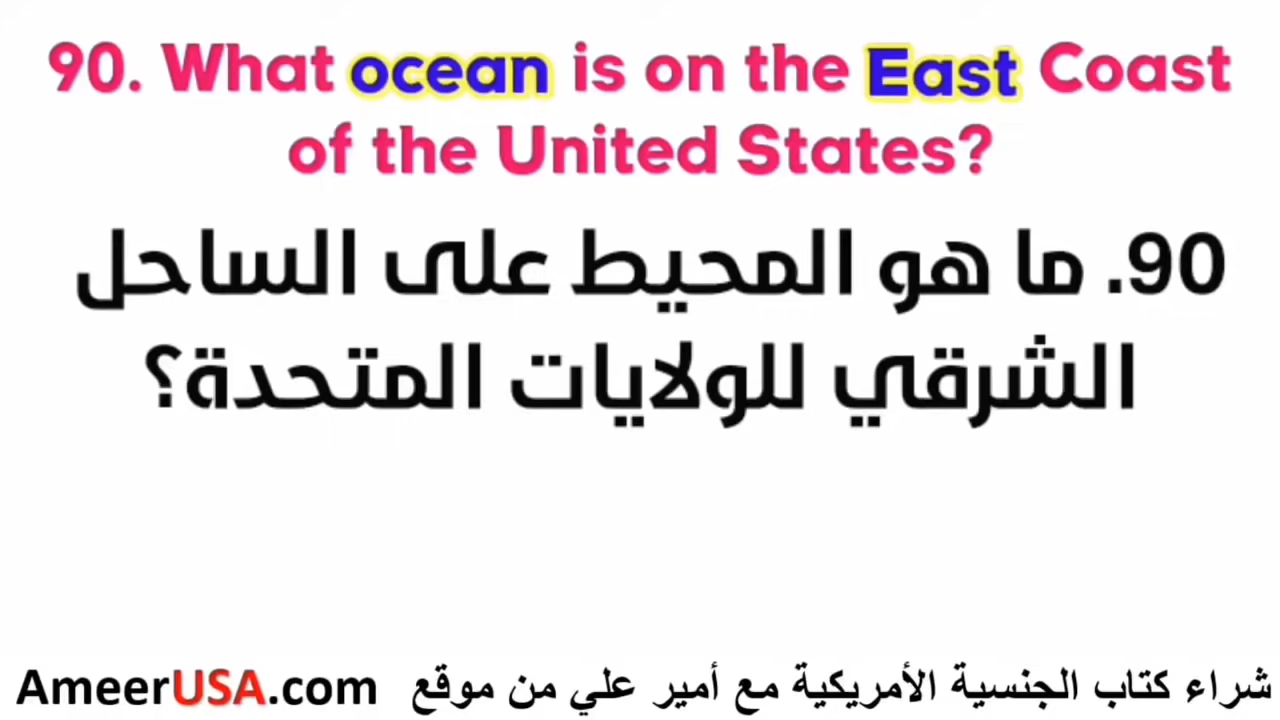 90. What ocean is on the East Coast
of the United States?
90. ما هو المحيط على الساحل
الشرقي للولايات المتحدة؟
شراء كتاب الجنسية الأمريكية مع أمير علي من موقع AmeerUSA.com